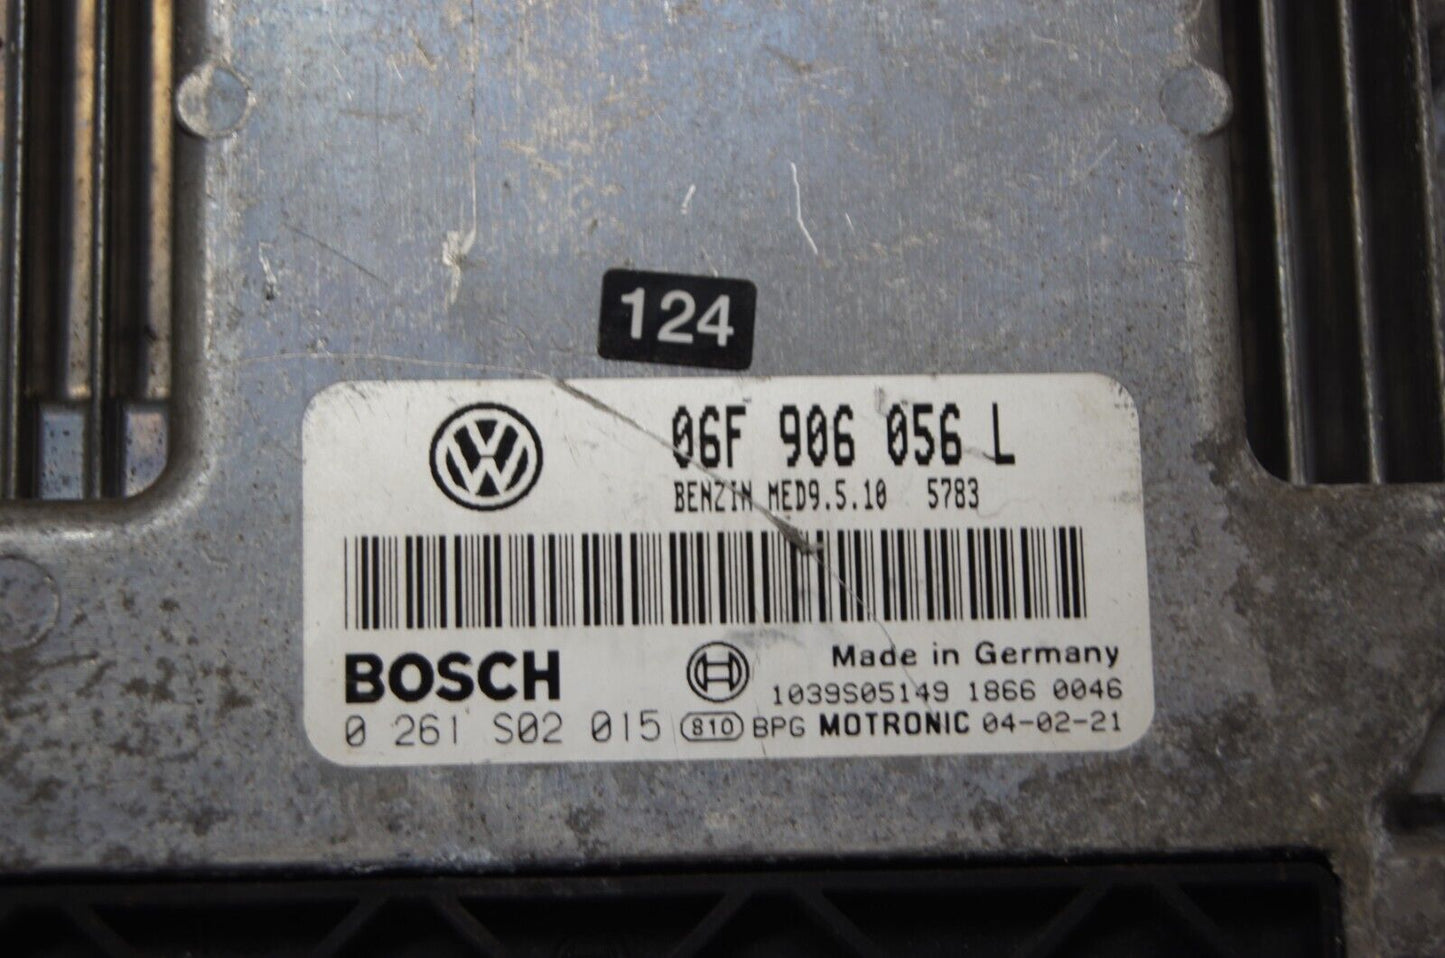 124
06F 906 056 L
BENZIN MED9.5.10 5783
BOSCH
Made in Germany
1039S05149 1866 0046
0 261 S02 015 810 BPG MOTRONIC 04-02-21